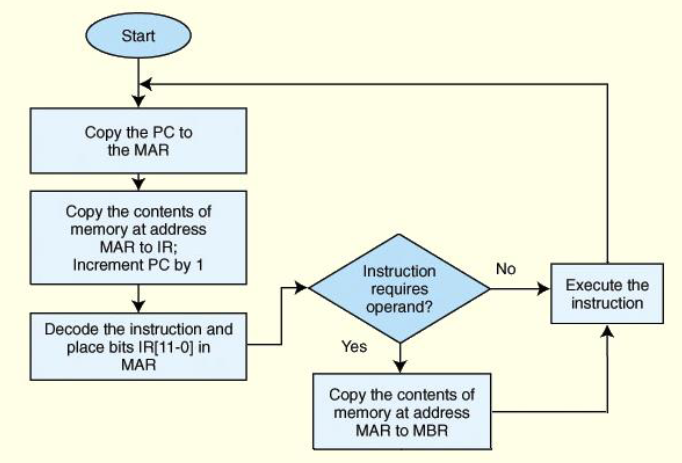 Start
Copy the PC to
the MAR
Copy the contents of
memory at address
MAR to IR;
Increment PC by 1
Decode the instruction and
place bits IR[11-0] in
MAR
Instruction
requires
operand?
No
Yes
Execute the
instruction
Copy the contents of
memory at address
MAR to MBR